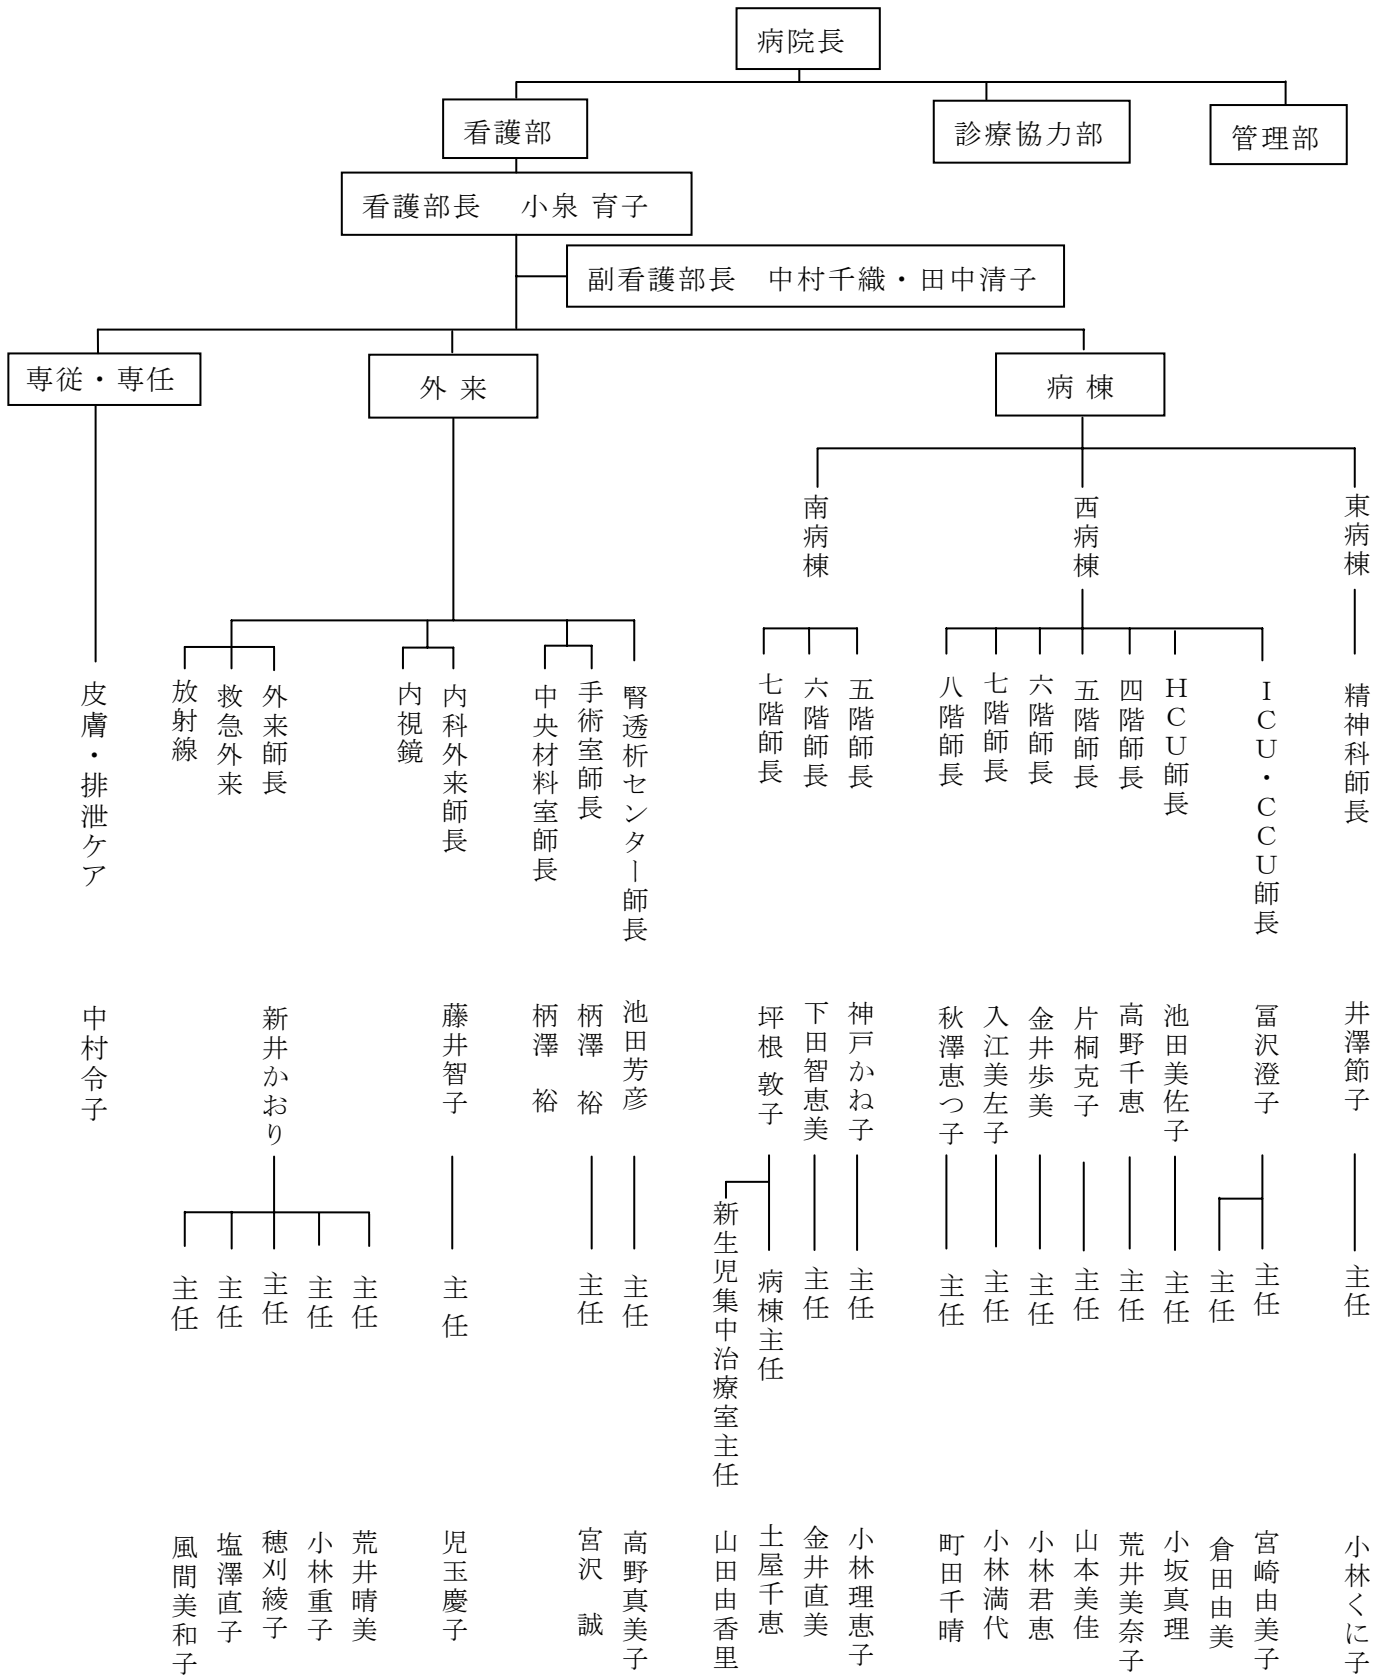 病院長
看護部
診療協力部
管理部
看護部長 小泉 育子
副看護部長 中村千織・田中清子
専従・専任
外 来
病 棟
南病棟
西病棟
東病棟
皮膚・排泄ケア
放射線
救急外来
外来師長
内視鏡
内科外来師長
中央材料室師長
手術室師長
腎透析センター師長
七階師長
六階師長
五階師長
八階師長
七階師長
六階師長
五階師長
四階師長
HCU師長
ICU・CCU師長
精神科師長
中村令子
新井かおり
藤井智子
柄澤 裕
柄澤 裕
池田芳彦
坪根 敦子
下田智恵美
神戸かね子
秋澤恵つ子
入江美左子
金井歩美
片桐克子
高野千恵
池田美佐子
冨沢澄子
井澤節子
主任
主任
主任
主任
主任
主 任
主任
主任
新生児集中治療室主任
病棟主任
主任
主任
主任
主任
主任
主任
主任
主任
主任
主任
主任
風間美和子
塩澤直子
穂刈綾子
小林重子
荒井晴美
児玉慶子
宮沢 誠
高野真美子
山田由香里
土屋千恵
金井直美
小林理恵子
町田千晴
小林満代
小林君恵
山本美佳
荒井美奈子
小坂真理
倉田由美
宮崎由美子
小林くに子